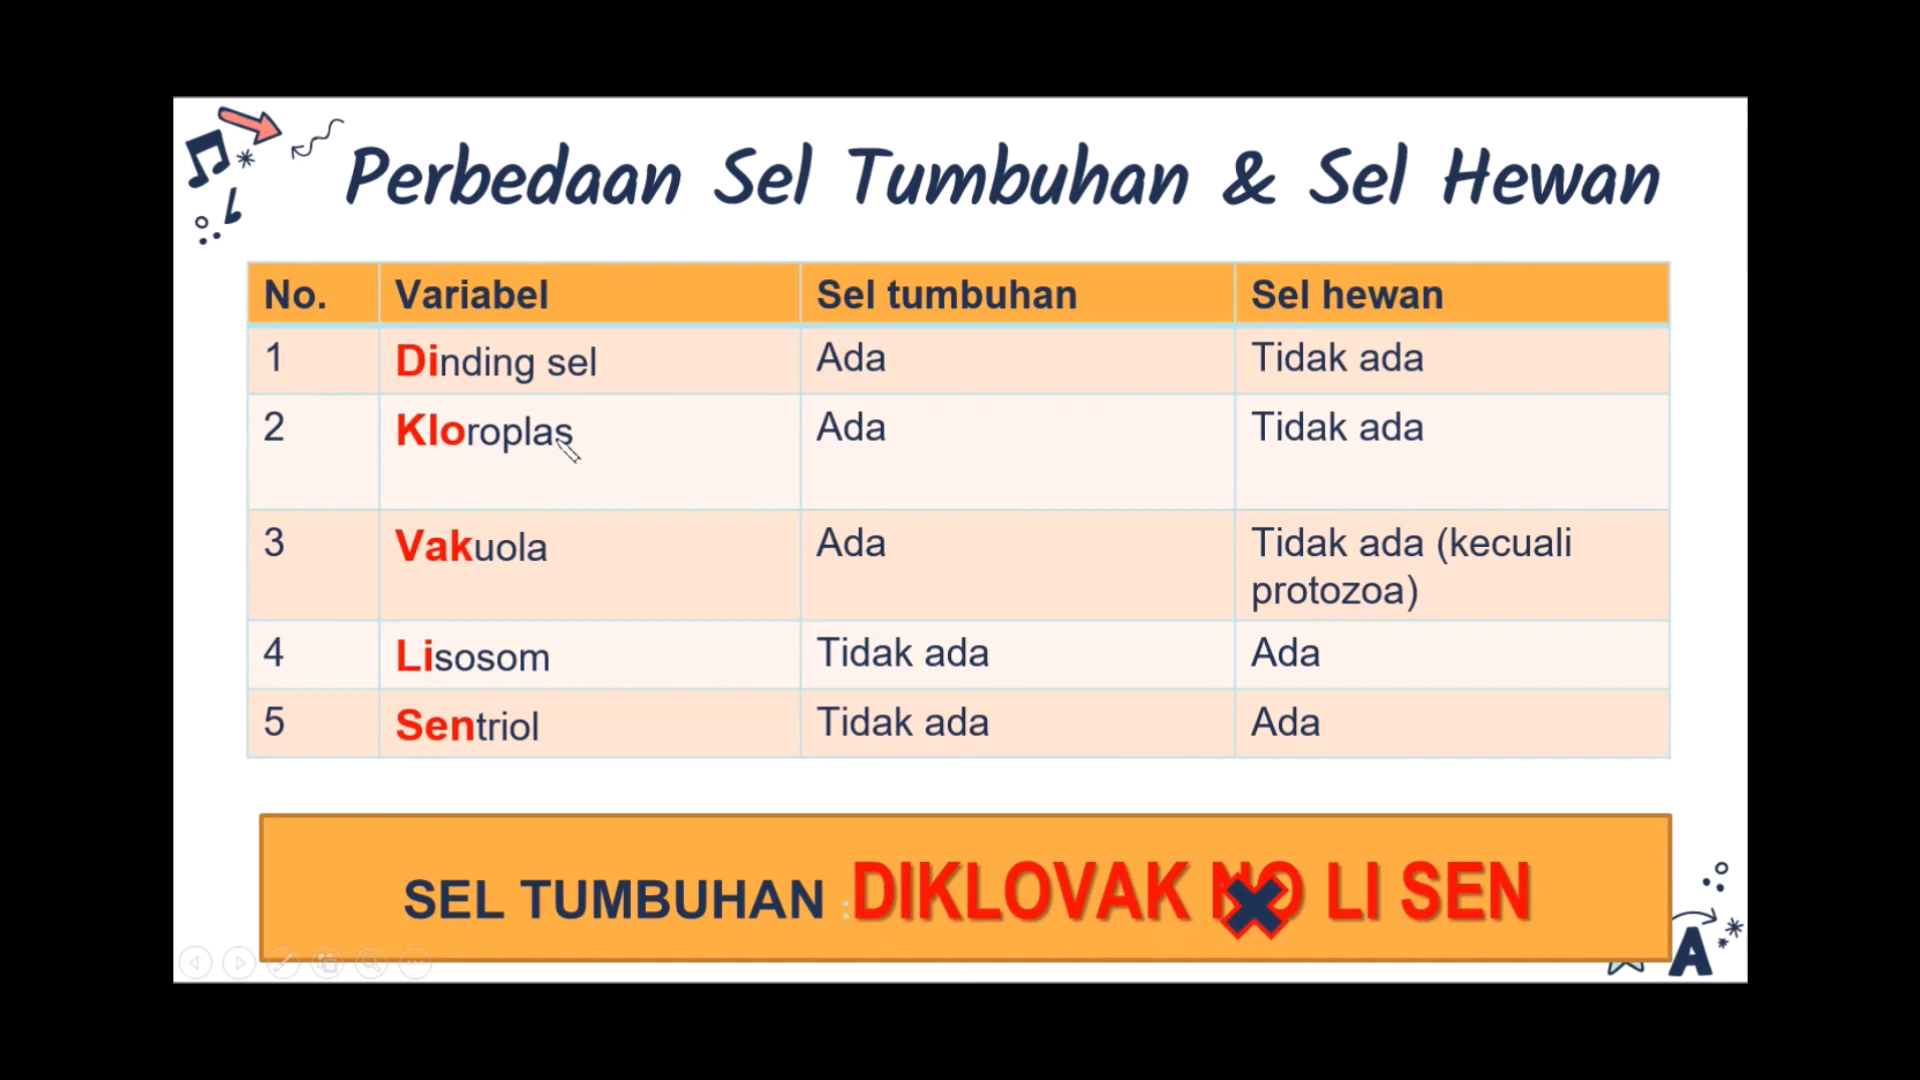 Perbedaan Sel Tumbuhan & Sel Hewan
No. Variabel Sel tumbuhan Sel hewan
1 Dinding sel Ada Tidak ada
2 Kloroplas Ada Tidak ada
3 Vakuola Ada Tidak ada (kecuali
protozoa)
4 Lisosom Tidak ada Ada
5 Sentriol Tidak ada Ada
SEL TUMBUHAN : DIKLOVAK NO LI SEN
A